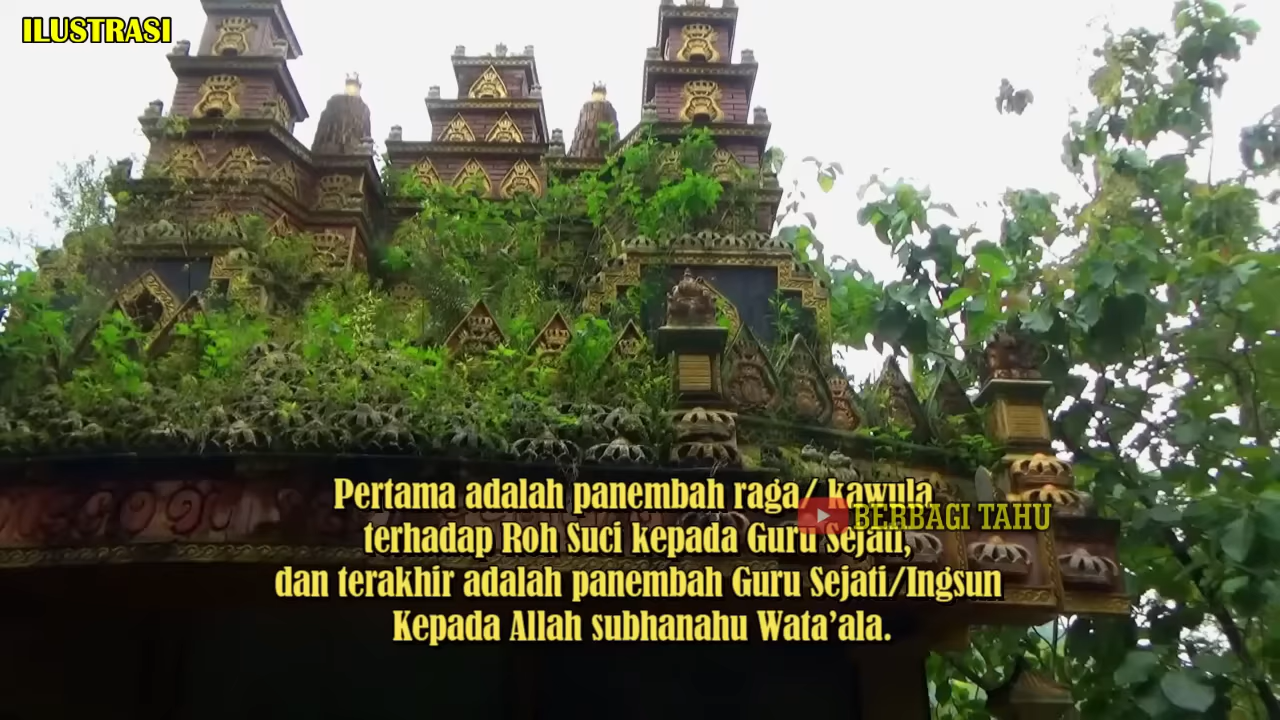 ILUSTRASI
Pertama adalah panembah raga/ kawula
terhadap Roh Suci kepada Guru Sejati,
dan terakhir adalah panembah Guru Sejati/Ingsun
Kepada Allah subhanahu Wata’ala.
BERBAGI TAHU